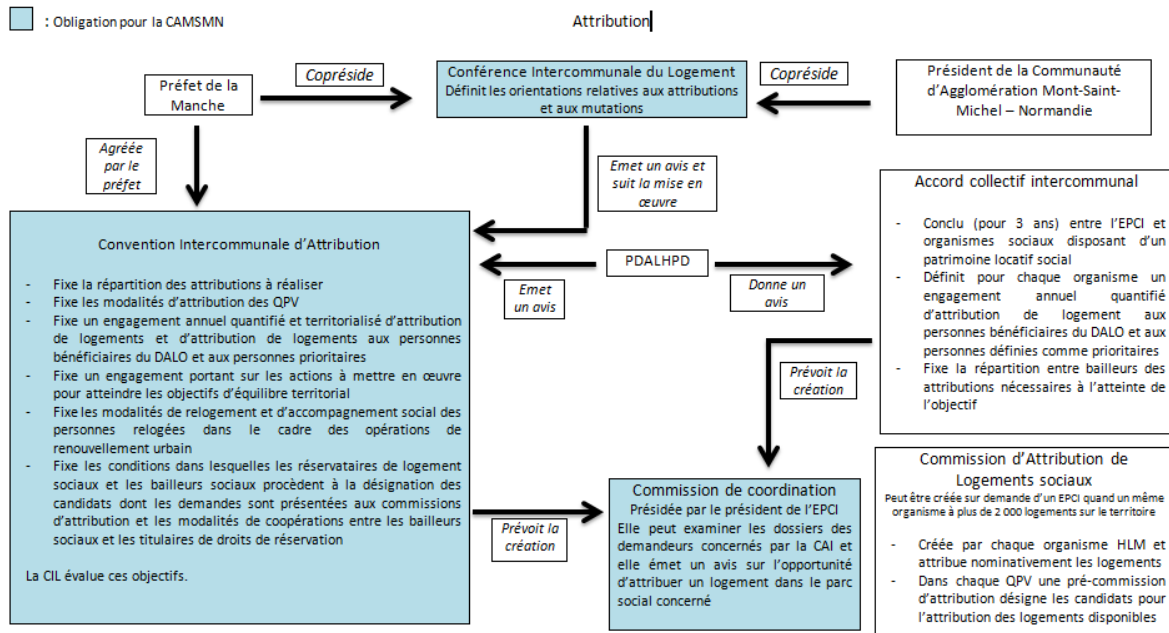 : Obligation pour la CAMSMN
Attribution
Préfet de la
Manche
Copréside
Conférence Intercommunale du Logement
Définit les orientations relatives aux attributions
et aux mutations
Copréside
Président de la Communauté
d'Agglomération Mont-Saint-
Michel – Normandie
Agréée
par le
préfet
Emet un avis et
suit la mise en
œuvre
Accord collectif intercommunal
- Conclu (pour 3 ans) entre l'EPCI et
organismes sociaux disposant d'un
patrimoine locatif social
- Définit pour chaque organisme un
engagement annuel quantifié
d'attribution de logement aux
personnes bénéficiaires du DALO et aux
personnes définies comme prioritaires
- Fixe la répartition entre bailleurs des
attributions nécessaires à l'atteinte de
l'objectif
Convention Intercommunale d'Attribution
- Fixe la répartition des attributions à réaliser
- Fixe les modalités d'attribution des QPV
- Fixe un engagement annuel quantifié et territorialisé d'attribution
de logements et d'attribution de logements aux personnes
bénéficiaires du DALO et aux personnes prioritaires
- Fixe un engagement portant sur les actions à mettre en œuvre
pour atteindre les objectifs d'équilibre territorial
- Fixe les modalités de relogement et d'accompagnement social des
personnes relogées dans le cadre des opérations de
renouvellement urbain
- Fixe les conditions dans lesquelles les réservataires de logement
sociaux et les bailleurs sociaux procèdent à la désignation des
candidats dont les demandes sont présentées aux commissions
d'attribution et les modalités de coopérations entre les bailleurs
sociaux et les titulaires de droits de réservation
La CIL évalue ces objectifs.
PDALHPD
Emet
un avis
Donne un
avis
Prévoit la
création
Prévoit la
création
Commission de coordination
Présidée par le président de l'EPCI
Elle peut examiner les dossiers des
demandeurs concernés par la CAI et
elle émet un avis sur l'opportunité
d'attribuer un logement dans le parc
social concerné
Commission d'Attribution de
Logements sociaux
Peut être créée sur demande d'un EPCI quand un même
organisme à plus de 2 000 logements sur le territoire
- Créée par chaque organisme HLM et
attribue nominativement les logements
- Dans chaque QPV une pré-commission
d'attribution désigne les candidats pour
l'attribution des logements disponibles